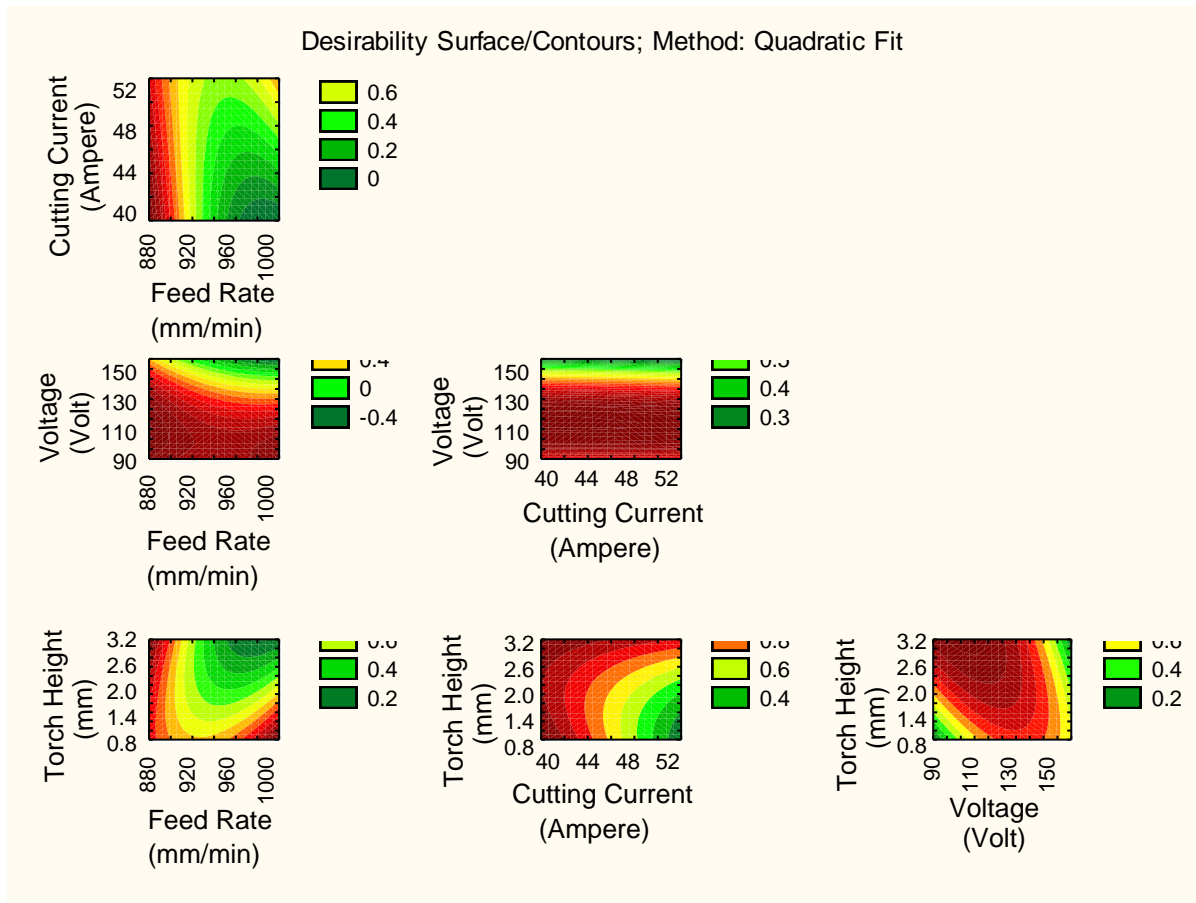 Desirability Surface/Contours; Method: Quadratic Fit
Cutting Current
(Ampere)
52
48
44
40
880
920
960
1000
Feed Rate
(mm/min)
0.6
0.4
0.2
0
Voltage
(Volt)
150
130
110
90
880
920
960
1000
Feed Rate
(mm/min)
0
-0.4
Voltage
(Volt)
150
130
110
90
40 44 48 52
Cutting Current
(Ampere)
0.4
0.3
Torch Height
(mm)
3.2
2.6
2.0
1.4
0.8
880
920
960
1000
Feed Rate
(mm/min)
0.4
0.2
Torch Height
(mm)
3.2
2.6
2.0
1.4
0.8
40 44 48 52
Cutting Current
(Ampere)
0.6
0.4
Torch Height
(mm)
3.2
2.6
2.0
1.4
0.8
90
110
130
150
Voltage
(Volt)
0.4
0.2